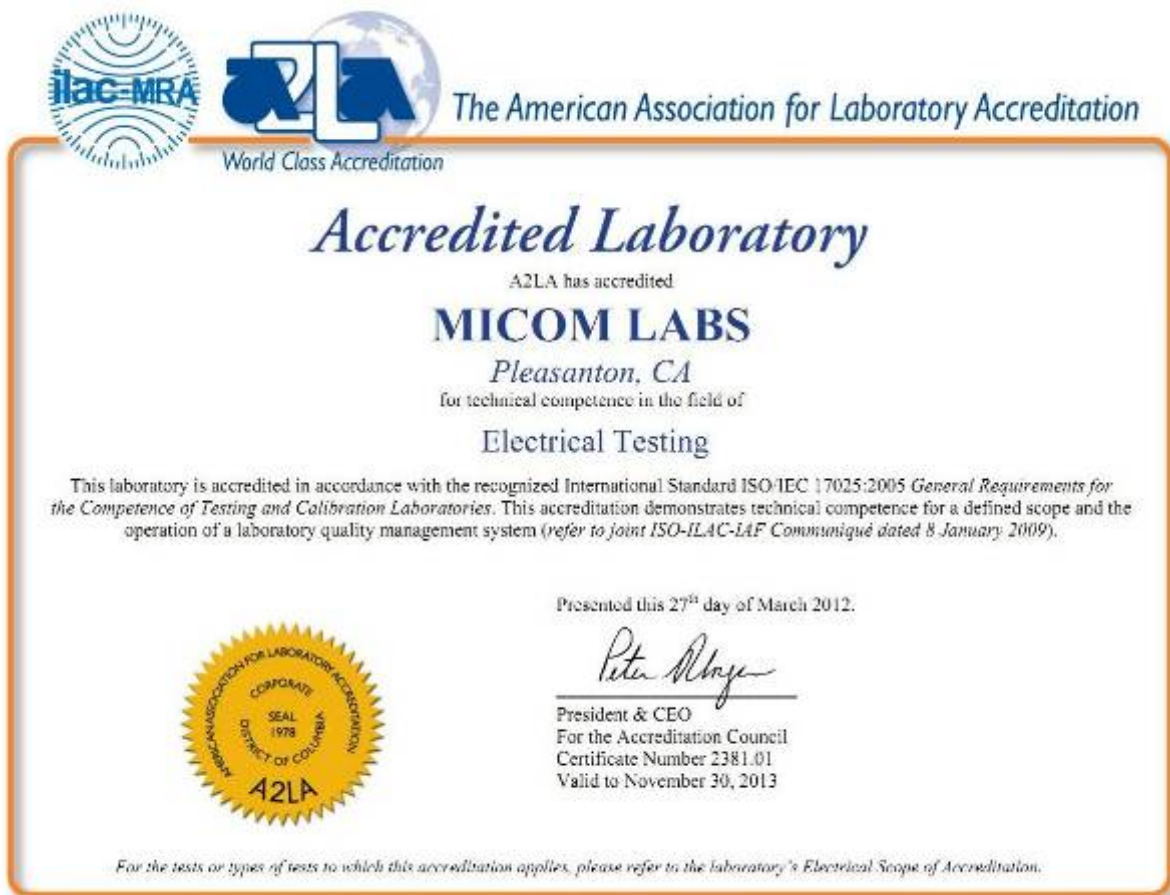 ilac-MRA
A2LA
The American Association for Laboratory Accreditation
World Class Accreditation
Accredited Laboratory
A2LA has accredited
MICOM LABS
Pleasanton, CA
for technical competence in the field of
Electrical Testing
This laboratory is accredited in accordance with the recognized International Standard ISO/IEC 17025:2005 General Requirements for
the Competence of Testing and Calibration Laboratories. This accreditation demonstrates technical competence for a defined scope and the
operation of a laboratory quality management system (refer to joint ISO-ILAC-IAF Communiqué dated 8 January 2009).
Presented this 27th day of March 2012.
Peter
President & CEO
For the Accreditation Council
Certificate Number 2381.01
Valid to November 30, 2013
AMERICAN ASSOCIATION FOR LABORATORY ACCREDITATION
CORPORATE
SEAL
1978
DISTRICT OF COLUMBIA
A2LA
For the tests or types of tests to which this accreditation applies, please refer to the laboratory's Electrical Scope of Accreditation.